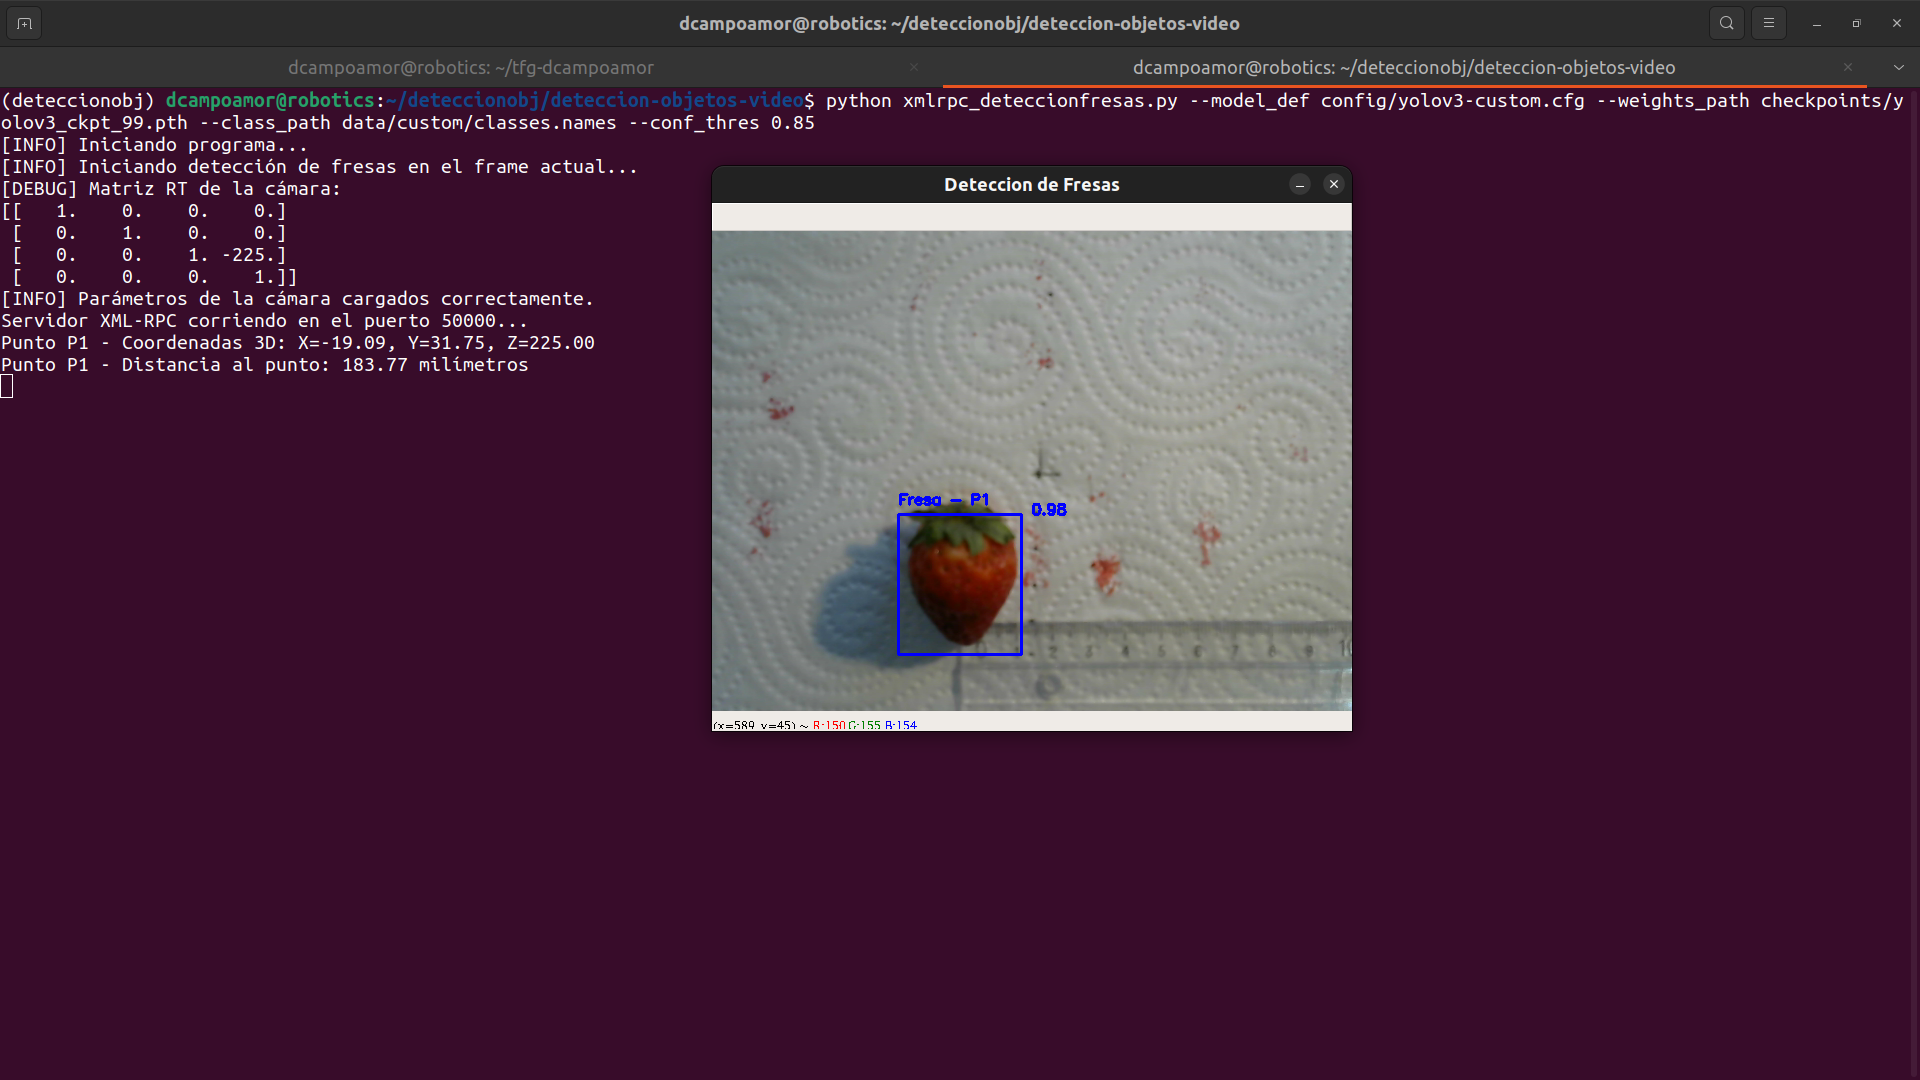 dcampoamor@robotics: ~/deteccionobj/deteccion-objetos-video
dcampoamor@robotics: ~/tfg-dcampoamor
dcampoamor@robotics: ~/deteccionobj/deteccion-objetos-video
(deteccionobj) dcampoamor@robotics:~/deteccionobj/deteccion-objetos-video$ python xmlrpc_deteccionfresas.py --model_def config/yolov3-custom.cfg --weights_path checkpoints/y
olov3_ckpt_99.pth --class_path data/custom/classes.names --conf_thres 0.85
[INFO] Iniciando programa...
[INFO] Iniciando detección de fresas en el frame actual...
[DEBUG] Matriz RT de la cámara:
[[   1.    0.    0.    0.]
 [   0.    1.    0.    0.]
 [   0.    0.    1. -225.]
 [   0.    0.    0.    1.]]
[INFO] Parámetros de la cámara cargados correctamente.
Servidor XML-RPC corriendo en el puerto 50000...
Punto P1 - Coordenadas 3D: X=-19.09, Y=31.75, Z=225.00
Punto P1 - Distancia al punto: 183.77 milímetros
Deteccion de Fresas
Fresa - P1
0.98
0 1 2 3 4 5 6 7 8 9 10
(x=589, y=45) ~ R:150 G:155 B:154